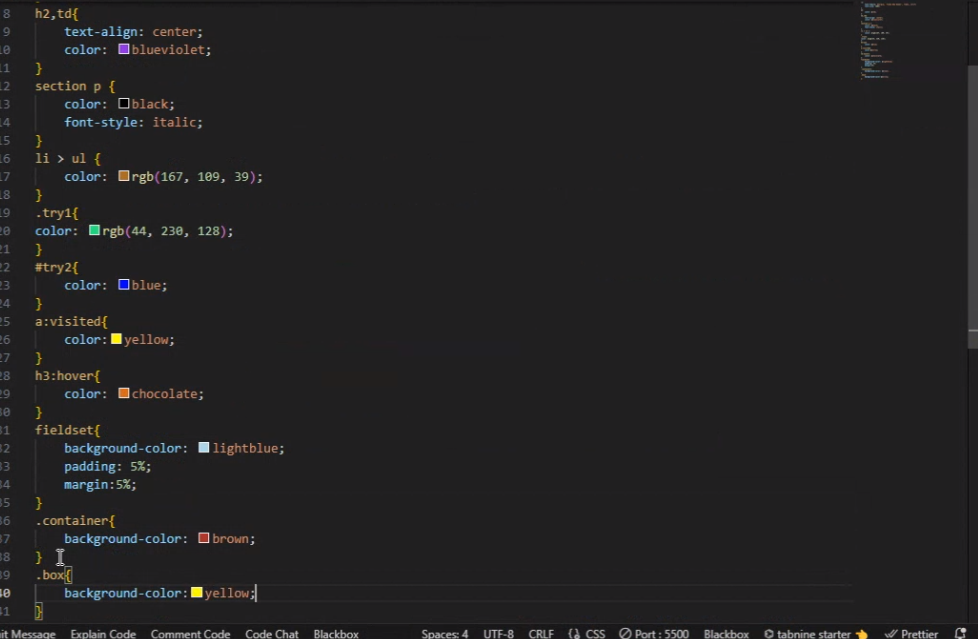 8 h2,td{
9 text-align: center;
10 color: blueviolet;
11 }
12 section p {
13 color: black;
14 font-style: italic;
15 }
16 li > ul {
17 color: rgb(167, 109, 39);
18 }
19 .try1{
20 color: rgb(44, 230, 128);
21 }
22 #try2{
23 color: blue;
24 }
25 a:visited{
26 color: yellow;
27 }
28 h3:hover{
29 color: chocolate;
30 }
31 fieldset{
32 background-color: lightblue;
33 padding: 5%;
34 margin:5%;
35 }
36 .container{
37 background-color: brown;
38 }
39 .box{
40 background-color: yellow;
41 }
it Message Explain Code Comment Code Code Chat Blackbox Spaces: 4 UTF-8 CRLF {} CSS Port : 5500 Blackbox tabnine starter Prettier